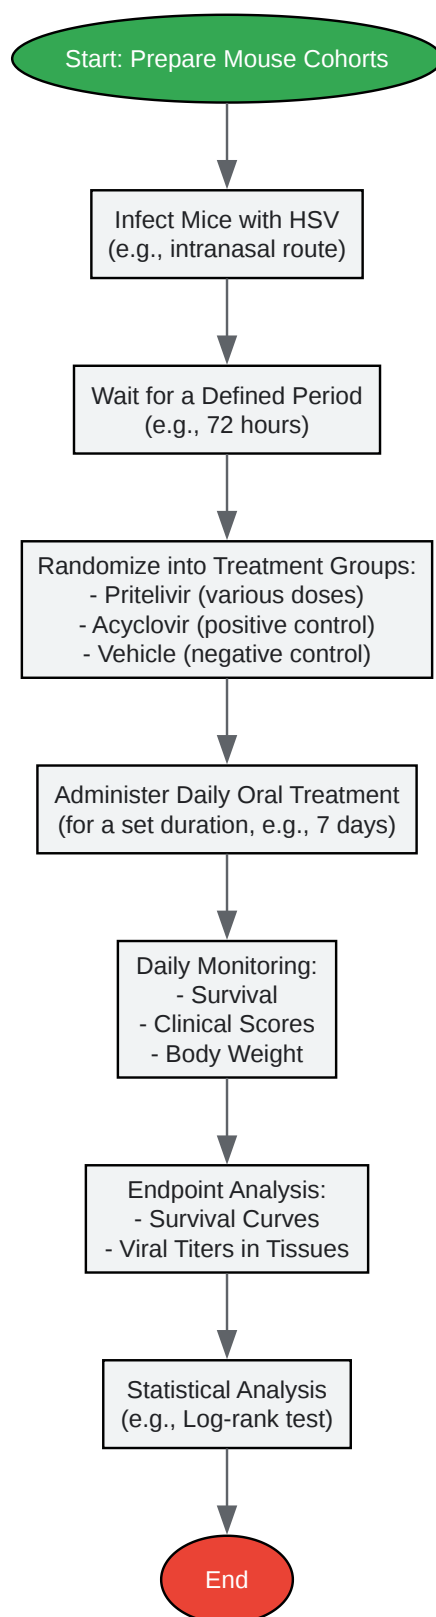 Start: Prepare Mouse Cohorts
Infect Mice with HSV
(e.g., intranasal route)
Wait for a Defined Period
(e.g., 72 hours)
Randomize into Treatment Groups:
- Pritelivir (various doses)
- Acyclovir (positive control)
- Vehicle (negative control)
Administer Daily Oral Treatment
(for a set duration, e.g., 7 days)
Daily Monitoring:
- Survival
- Clinical Scores
- Body Weight
Endpoint Analysis:
- Survival Curves
- Viral Titers in Tissues
Statistical Analysis
(e.g., Log-rank test)
End